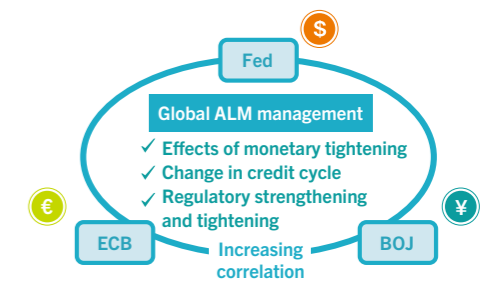 $
Fed
Global ALM management
✓ Effects of monetary tightening
✓ Change in credit cycle
✓ Regulatory strengthening
and tightening
€
¥
ECB
BOJ
Increasing
correlation